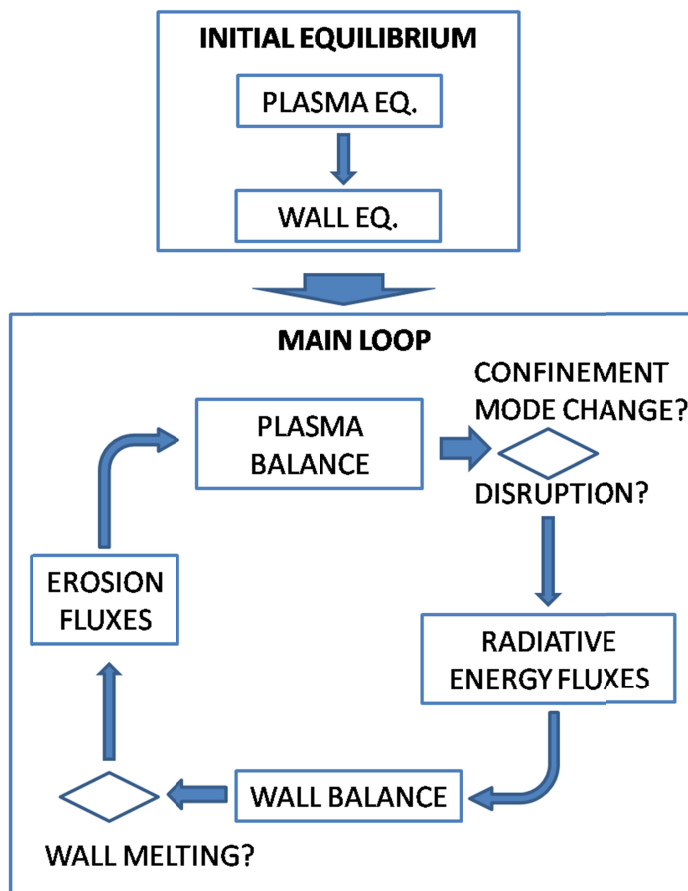 INITIAL EQUILIBRIUM
PLASMA EQ.
WALL EQ.
MAIN LOOP
CONFINEMENT
MODE CHANGE?
PLASMA
BALANCE
DISRUPTION?
EROSION
FLUXES
RADIATIVE
ENERGY FLUXES
WALL BALANCE
WALL MELTING?